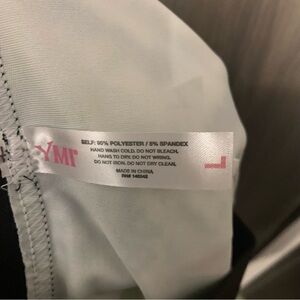 SELF: 95% POLYESTER / 5% SPANDEX
HAND WASH COLD. DO NOT BLEACH.
HANG TO DRY. DO NOT WRING.
DO NOT IRON. DO NOT DRY CLEAN.
MADE IN CHINA
L